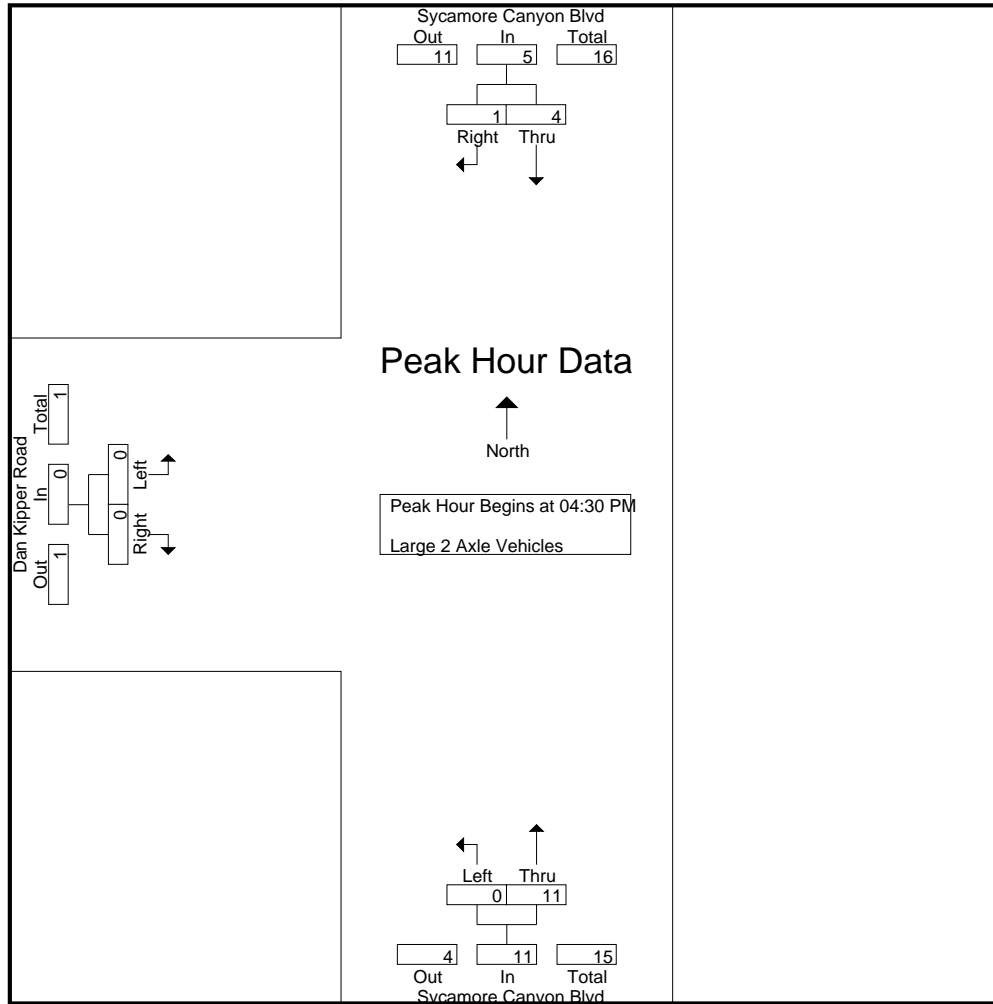 Sycamore Canyon Blvd
Out In Total
11 5 16
1 4
Right Thru
Peak Hour Data
North
Peak Hour Begins at 04:30 PM
Large 2 Axle Vehicles
Dan Kipper Road
Out In Total
1 0 1
Right Left
0 0
Left Thru
0 11
4 11 15
Out In Total
Sycamore Canyon Blvd